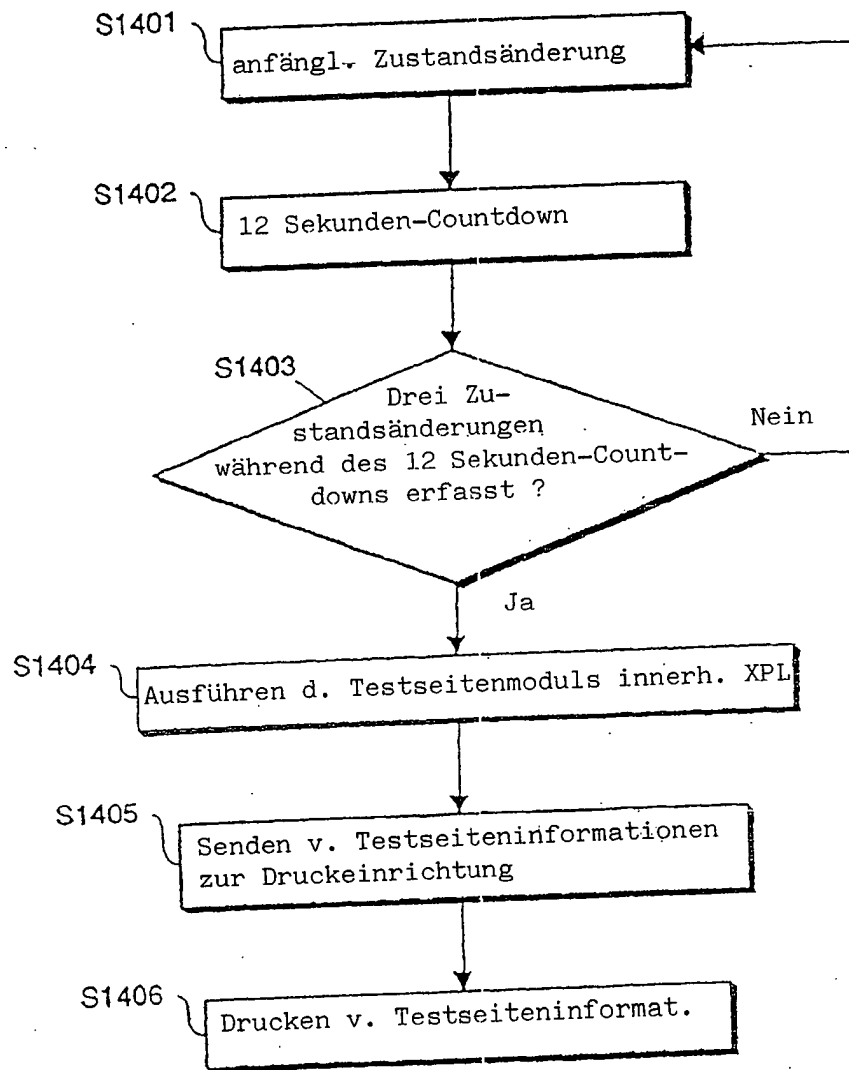 S1401
anfängl. Zustandsänderung
S1402
12 Sekunden-Countdown
S1403
Drei Zu-
standsänderungen
während des 12 Sekunden-Count-
downs erfasst ?
Nein
Ja
S1404
Ausführen d. Testseitenmoduls innerh. XPL
S1405
Senden v. Testseiteninformationen
zur Druckeinrichtung
S1406
Drucken v. Testseiteninformat.